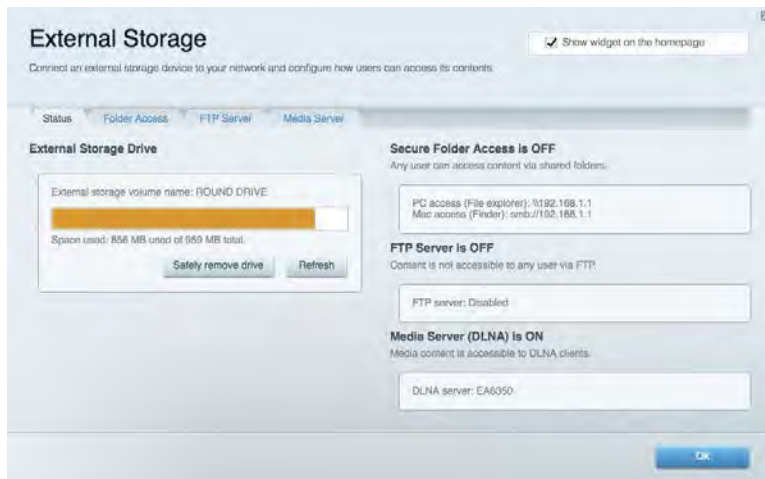 External Storage
Show widget on the homepage
Connect an external storage device to your network and configure how users can access its contents.
Status Folder Access FTP Server Media Server
External Storage Drive
External storage volume name: ROUND DRIVE
Space used: 856 MB used of 959 MB total.
Safely remove drive Refresh
Secure Folder Access is OFF
Any user can access content via shared folders.
PC access (File explorer): \\192.168.1.1
Mac access (Finder): smb://192.168.1.1
FTP Server is OFF
Content is not accessible to any user via FTP.
FTP server: Disabled
Media Server (DLNA) is ON
Media content is accessible to DLNA clients.
DLNA server: EA6350
Ok